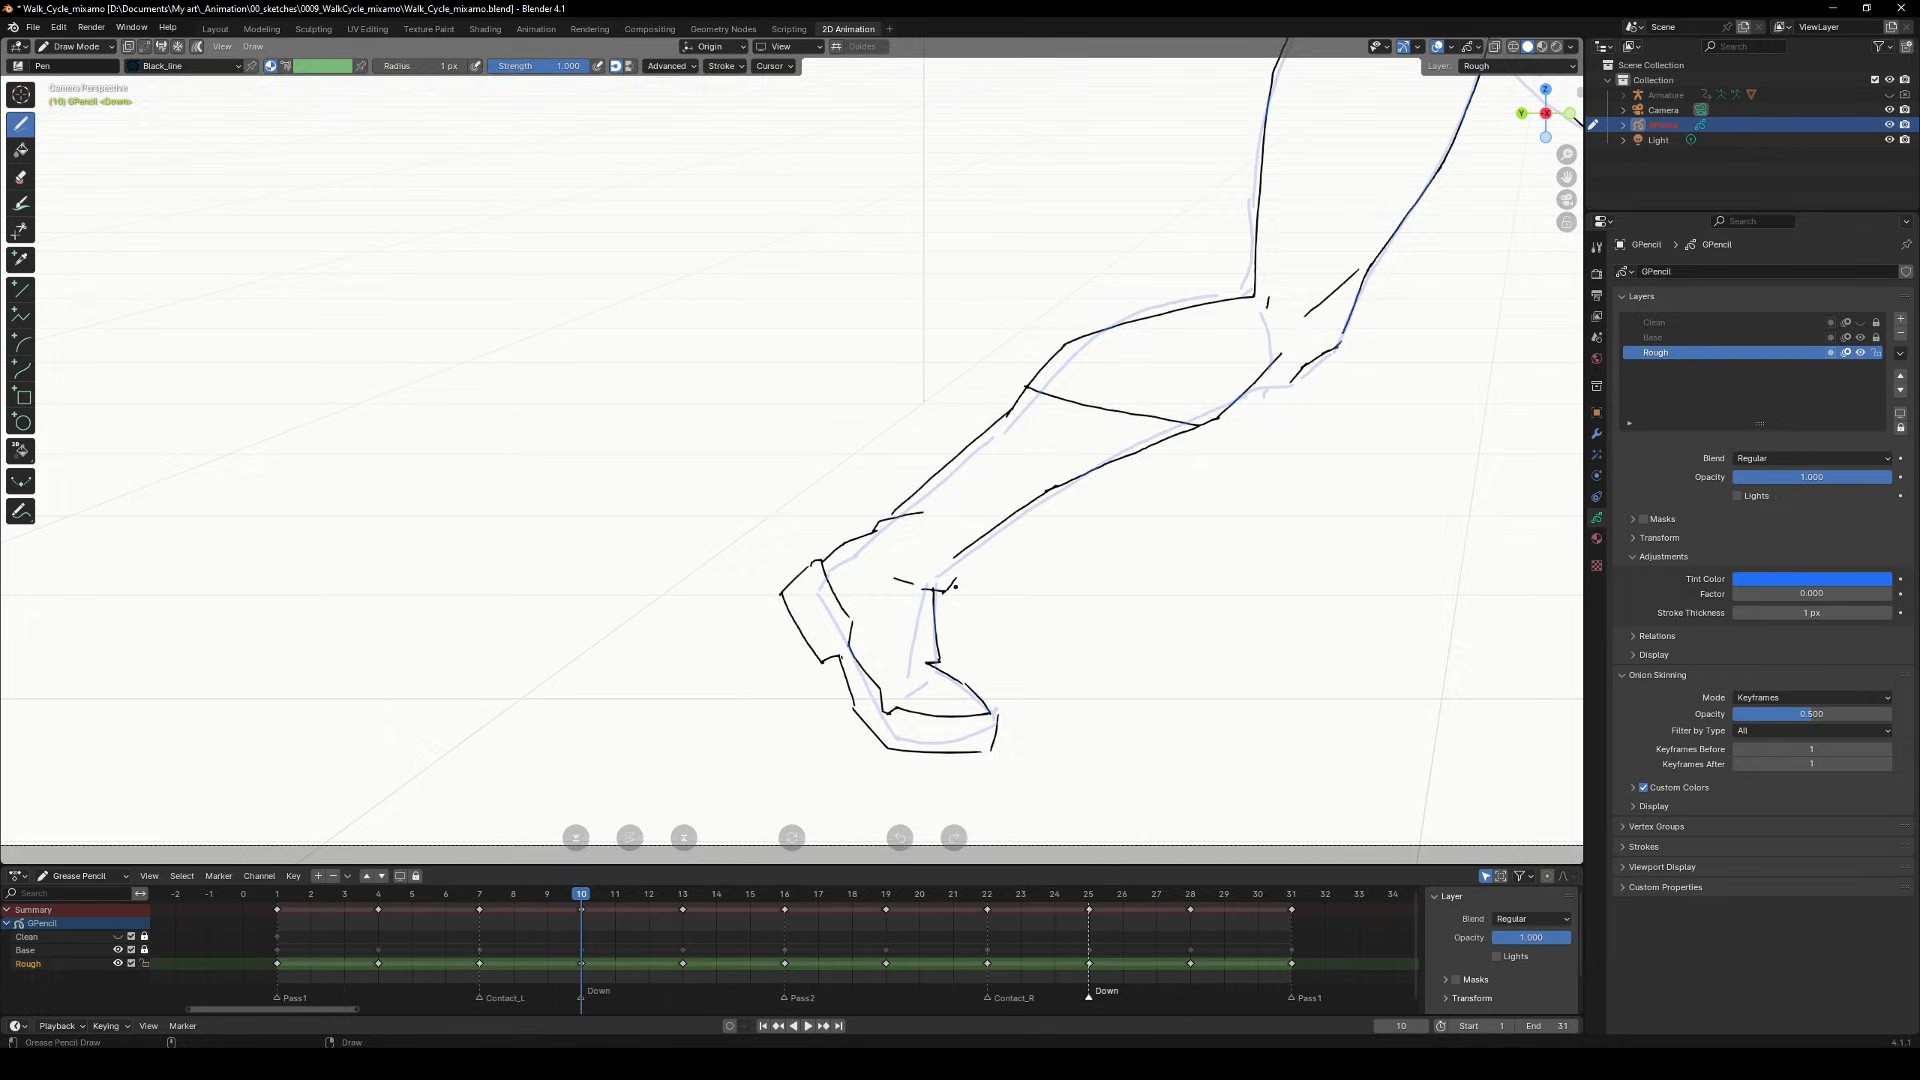 * Walk_Cycle_mixamo [D:\Documents\My art\_Animation\00_sketches\0009_WalkCycle_mixamo\Walk_Cycle_mixamo.blend] - Blender 4.1
File Edit Render Window Help Layout Modeling Sculpting UV Editing Texture Paint Shading Animation Rendering Compositing Geometry Nodes Scripting 2D Animation + Scene ViewLayer
Draw Mode View Draw Origin View Guides Search
Pen Black_line Radius 1 px Strength 1.000 Advanced Stroke Cursor Layer: Rough
Scene Collection
Collection
Armature
Camera
GPencil
Light
Camera Perspective
(10) GPencil <Down>
Z
Y
-X
2D
Search
GPencil > GPencil
GPencil
Layers
Clean
Base
Rough
Blend Regular
Opacity 1.000
Lights
Masks
Transform
Adjustments
Tint Color
Factor 0.000
Stroke Thickness 1 px
Relations
Display
Onion Skinning
Mode Keyframes
Opacity 0.500
Filter by Type All
Keyframes Before 1
Keyframes After 1
Custom Colors
Display
Vertex Groups
Strokes
Viewport Display
Custom Properties
Grease Pencil View Select Marker Channel Key
Search -2 -1 0 1 2 3 4 5 6 7 8 9 10 11 12 13 14 15 16 17 18 19 20 21 22 23 24 25 26 27 28 29 30 31 32 33 34
Summary
GPencil
Clean
Base
Rough
Pass1 Contact_L Down Pass2 Contact_R Down Pass1
Layer
Blend Regular
Opacity 1.000
Lights
Masks
Transform
Playback Keying View Marker 10 Start 1 End 31
Grease Pencil Draw Draw 4.1.1